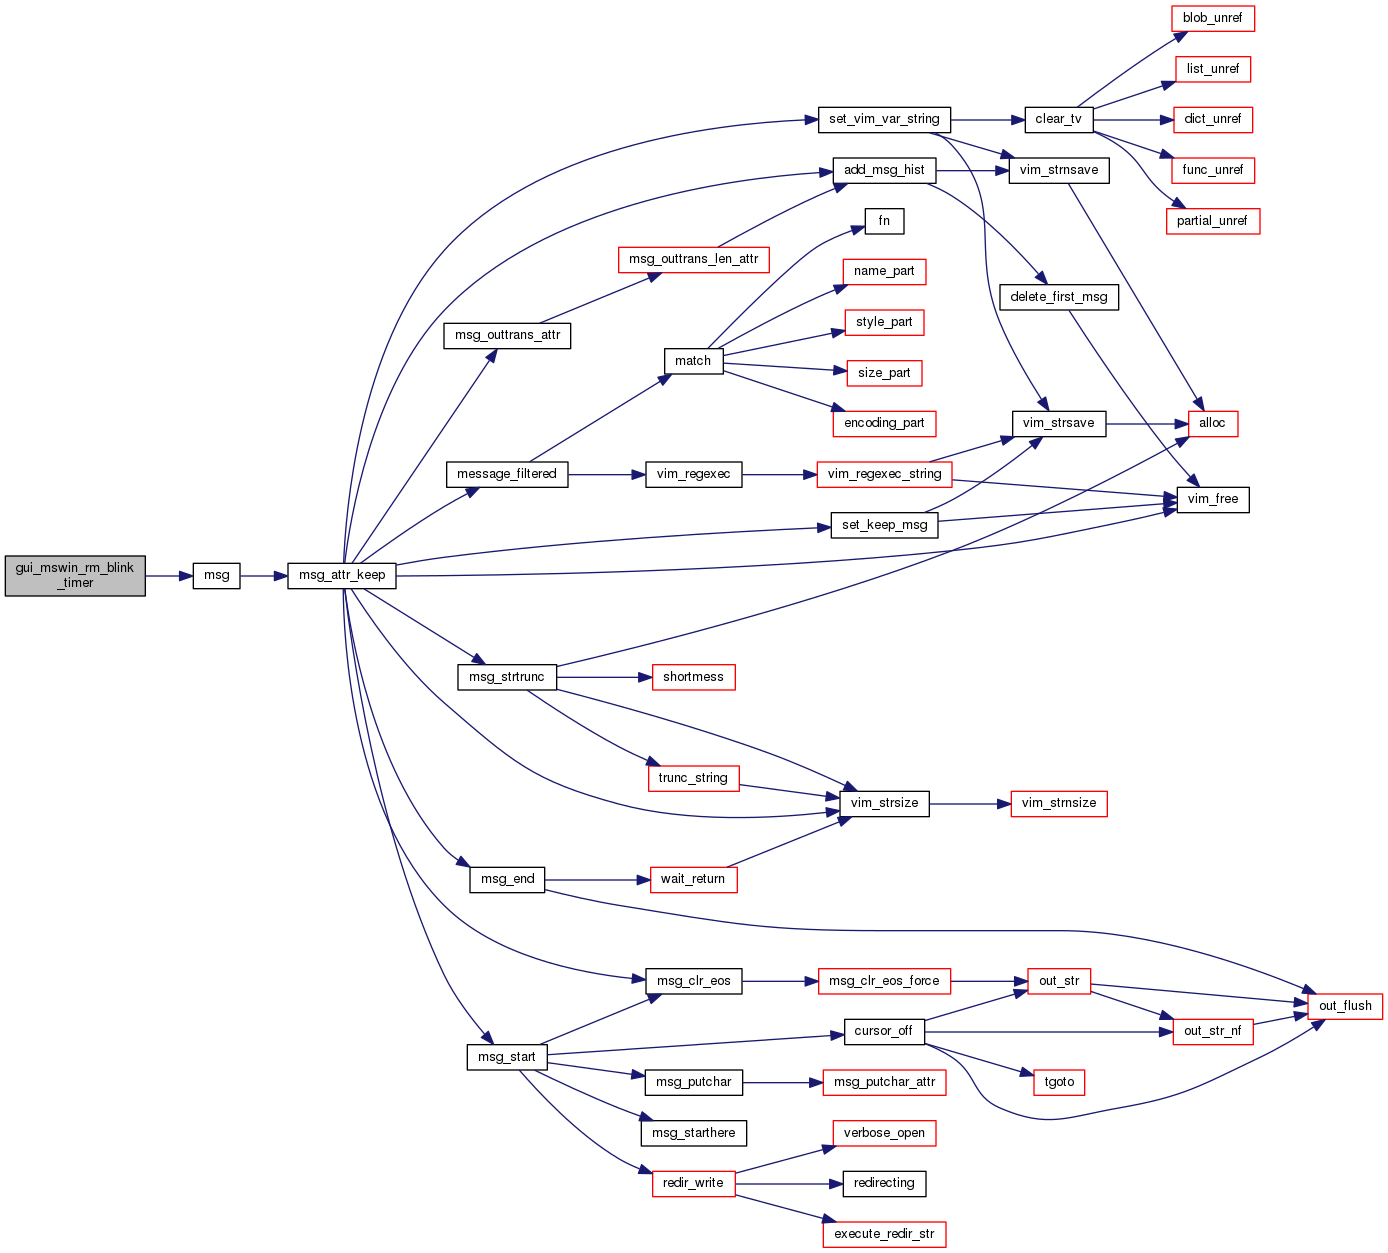 blob_unref
list_unref
set_vim_var_string
clear_tv
dict_unref
add_msg_hist
vim_strnsave
func_unref
fn
partial_unref
msg_outtrans_len_attr
name_part
delete_first_msg
msg_outtrans_attr
style_part
match
size_part
encoding_part
vim_strsave
alloc
message_filtered
vim_regexec
vim_regexec_string
set_keep_msg
vim_free
gui_mswin_rm_blink
_timer
msg
msg_attr_keep
msg_strtrunc
shortmess
trunc_string
vim_strsize
vim_strnsize
msg_end
wait_return
msg_clr_eos
msg_clr_eos_force
out_str
out_flush
msg_start
cursor_off
out_str_nf
msg_putchar
msg_putchar_attr
tgoto
msg_starthere
verbose_open
redir_write
redirecting
execute_redir_str